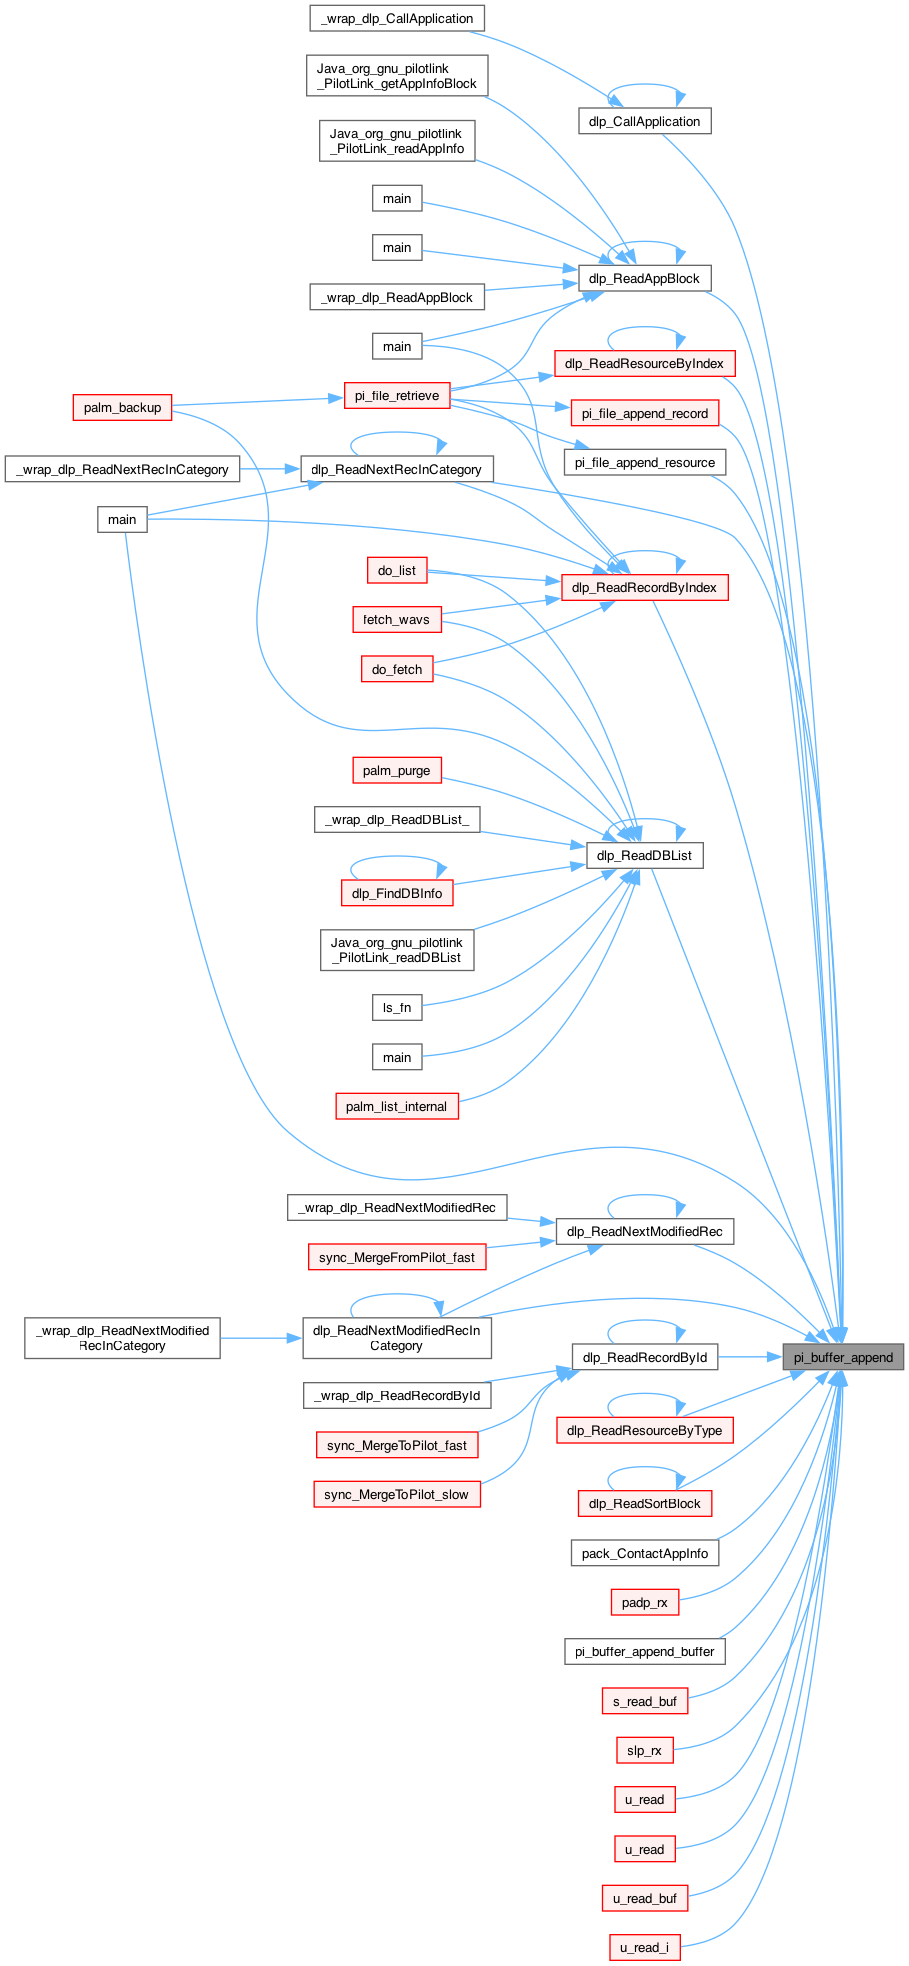 _wrap_dlp_CallApplication
Java_org_gnu_pilotlink
_PilotLink_getAppInfoBlock
dlp_CallApplication
Java_org_gnu_pilotlink
_PilotLink_readAppInfo
main
main
dlp_ReadAppBlock
_wrap_dlp_ReadAppBlock
main
dlp_ReadResourceByIndex
pi_file_retrieve
palm_backup
pi_file_append_record
_wrap_dlp_ReadNextRecInCategory
dlp_ReadNextRecInCategory
pi_file_append_resource
main
do_list
dlp_ReadRecordByIndex
fetch_wavs
do_fetch
palm_purge
_wrap_dlp_ReadDBList_
dlp_ReadDBList
dlp_FindDBInfo
Java_org_gnu_pilotlink
_PilotLink_readDBList
ls_fn
main
palm_list_internal
_wrap_dlp_ReadNextModifiedRec
dlp_ReadNextModifiedRec
sync_MergeFromPilot_fast
_wrap_dlp_ReadNextModified
RecInCategory
dlp_ReadNextModifiedRecIn
Category
dlp_ReadRecordById
pi_buffer_append
_wrap_dlp_ReadRecordById
dlp_ReadResourceByType
sync_MergeToPilot_fast
sync_MergeToPilot_slow
dlp_ReadSortBlock
pack_ContactAppInfo
padp_rx
pi_buffer_append_buffer
s_read_buf
slp_rx
u_read
u_read
u_read_buf
u_read_i